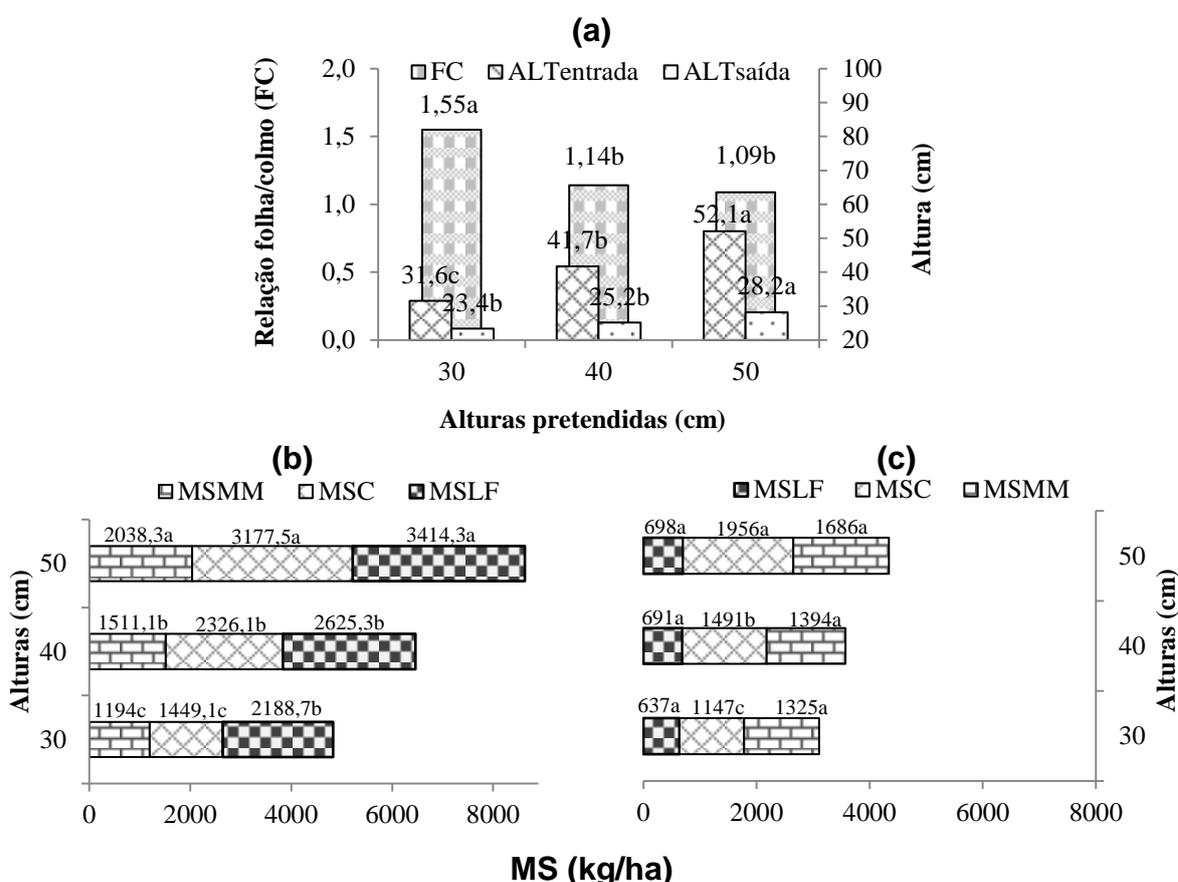 (a)
Relação folha/colmo (FC)
2,0
1,5
1,0
0,5
0,0
FC ALTentrada ALTsaída
1,55a
1,14b
1,09b
31,6c
23,4b
41,7b
25,2b
52,1a
28,2a
100
90
80
70
60
50
40
30
20
Altura (cm)
30 40 50
Alturas pretendidas (cm)
(b)
MSMM MSC MSLF
Alturas (cm)
50
2038,3a 3177,5a 3414,3a
40
1511,1b 2326,1b 2625,3b
30
1194c 1449,1c 2188,7b
0 2000 4000 6000 8000
(c)
MSLF MSC MSMM
698a 1956a 1686a
50
691a 1491b 1394a
40
637a 1147c 1325a
30
Alturas (cm)
0 2000 4000 6000 8000
MS (kg/ha)